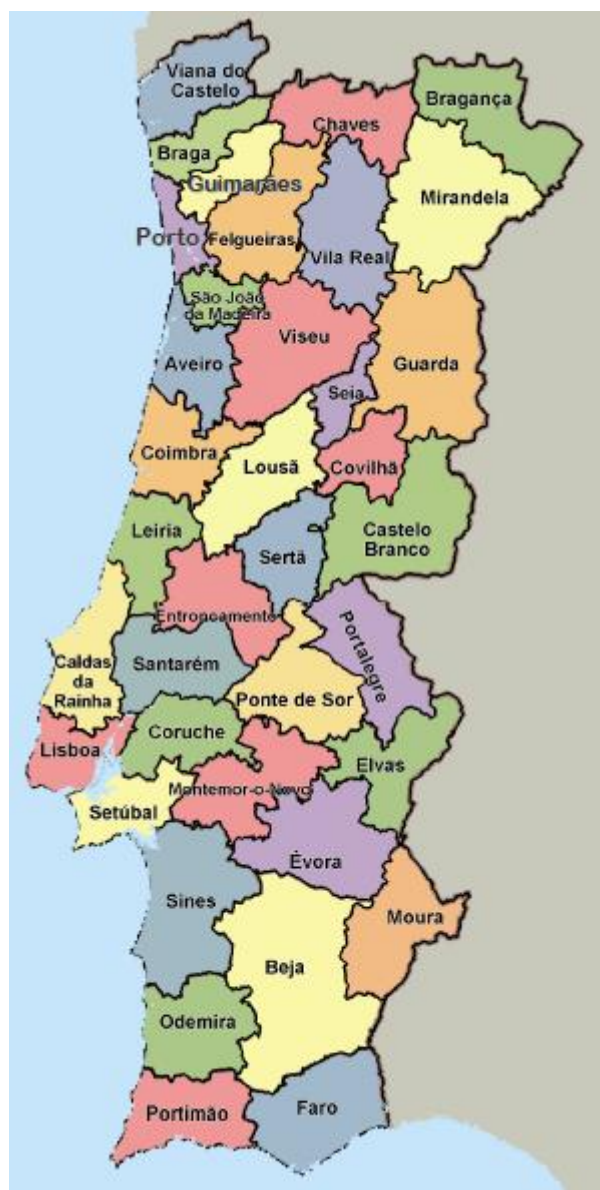 Viana do
Castelo
Bragança
Chaves
Braga
Guimarães
Mirandela
Porto
Felgueiras
Vila Real
São João
da Madeira
Viseu
Aveiro
Guarda
Seia
Coimbra
Lousã
Covilhã
Leiria
Sertã
Castelo
Branco
Entroncamento
Portalegre
Caldas
da
Rainha
Santarém
Ponte de Sor
Lisboa
Coruche
Elvas
Setúbal
Montemor-o-Novo
Évora
Sines
Moura
Beja
Odemira
Portimão
Faro